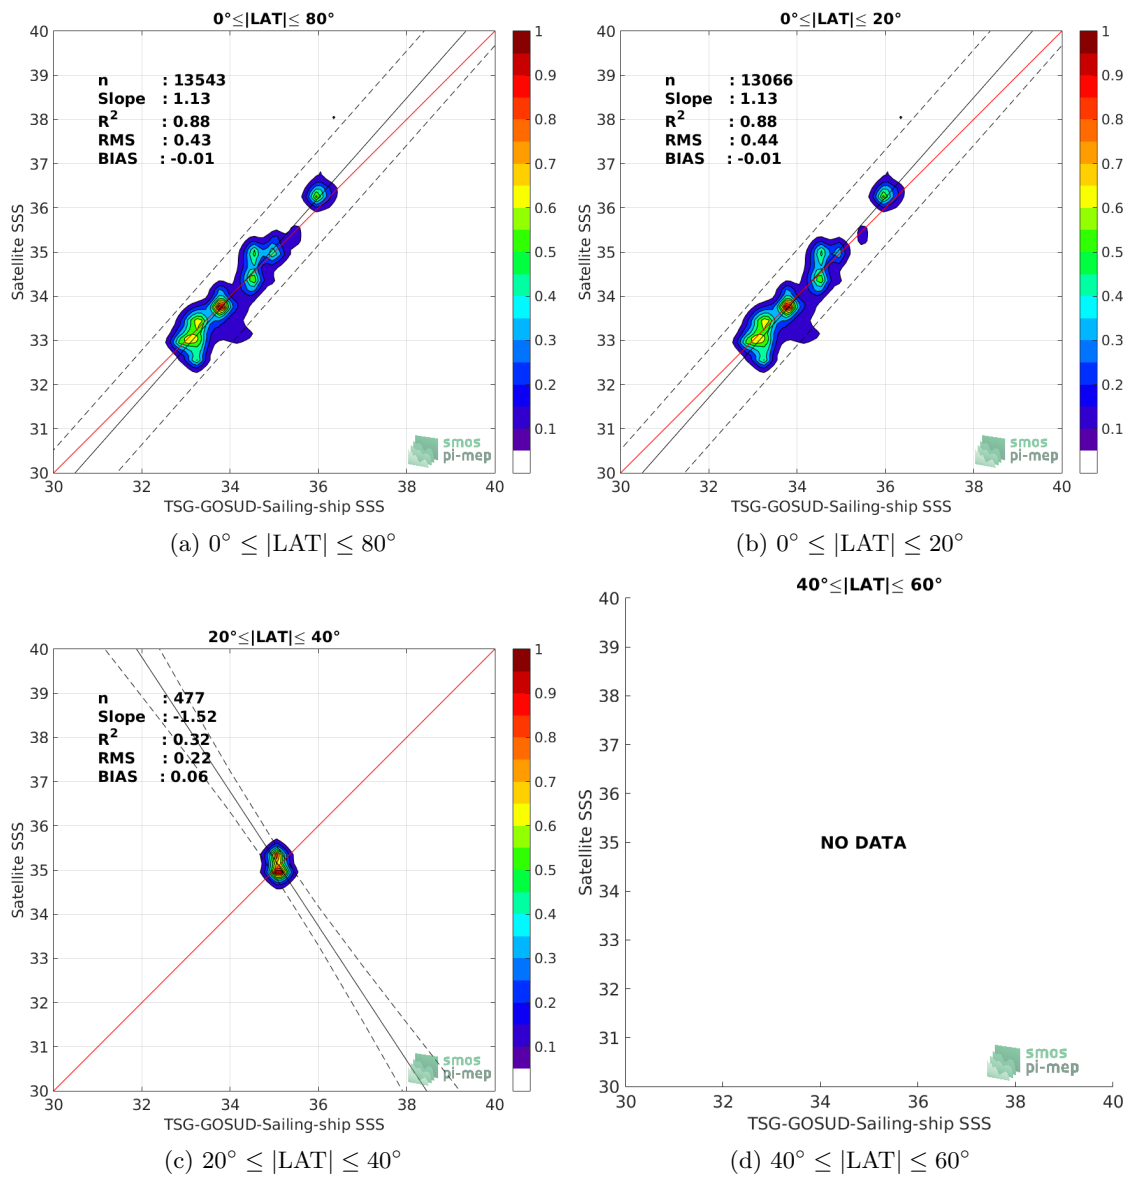 0°≤|LAT|≤ 80°
40
39
38
37
36
35
34
33
32
31
30
Satellite SSS
n : 13543
Slope : 1.13
R² : 0.88
RMS : 0.43
BIAS : -0.01
smos
pi-mep
30 32 34 36 38 40
TSG-GOSUD-Sailing-ship SSS
1
0.9
0.8
0.7
0.6
0.5
0.4
0.3
0.2
0.1
(a) 0° ≤ |LAT| ≤ 80°
0°≤|LAT|≤ 20°
40
39
38
37
36
35
34
33
32
31
30
Satellite SSS
n : 13066
Slope : 1.13
R² : 0.88
RMS : 0.44
BIAS : -0.01
smos
pi-mep
30 32 34 36 38 40
TSG-GOSUD-Sailing-ship SSS
1
0.9
0.8
0.7
0.6
0.5
0.4
0.3
0.2
0.1
(b) 0° ≤ |LAT| ≤ 20°
20°≤|LAT|≤ 40°
40
39
38
37
36
35
34
33
32
31
30
Satellite SSS
n : 477
Slope : -1.52
R² : 0.32
RMS : 0.22
BIAS : 0.06
smos
pi-mep
30 32 34 36 38 40
TSG-GOSUD-Sailing-ship SSS
1
0.9
0.8
0.7
0.6
0.5
0.4
0.3
0.2
0.1
(c) 20° ≤ |LAT| ≤ 40°
40°≤|LAT|≤ 60°
40
39
38
37
36
35
34
33
32
31
30
Satellite SSS
NO DATA
smos
pi-mep
30 32 34 36 38 40
TSG-GOSUD-Sailing-ship SSS
(d) 40° ≤ |LAT| ≤ 60°